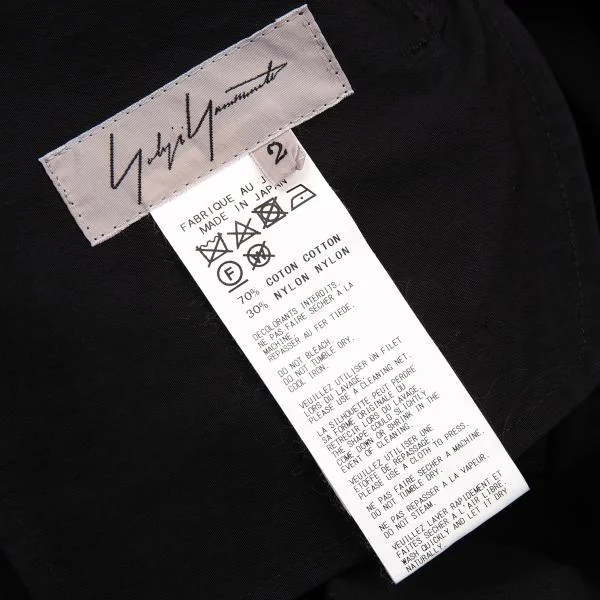 Yohji Yamamoto
2
FABRIQUE AU J
MADE IN JAPAN
F
W
70% COTON COTTON
30% NYLON NYLON
DECOLORANTS INTERDITS.
NE PAS FAIRE SECHER A LA
MACHINE.
REPASSER AU FER TIEDE.
DO NOT BLEACH.
DO NOT TUMBLE DRY.
COOL IRON.
VEUILLEZ UTILISER UN FILET
LORS DU LAVAGE.
PLEASE USE A CLEANING NET.
LA SILHOUETTE PEUT PERDRE
SA FORME ORIGINALE OU
RETRECIR LORS DU LAVAGE.
THE SHAPE COULD SLIGHTLY
COME DOWN OR SHRINK IN THE
EVENT OF CLEANING.
VEUILLEZ UTILISER UNE
ETOFFE DE REPASSAGE.
PLEASE USE A CLOTH TO PRESS.
NE PAS FAIRE SECHER A MACHINE.
DO NOT TUMBLE DRY.
NE PAS REPASSER A LA VAPEUR.
DO NOT STEAM.
VEUILLEZ LAVER RAPIDEMENT ET
FAITES SECHER A L'AIR LIBRE.
WASH QUICKLY AND LET IT DRY
NATURALLY.